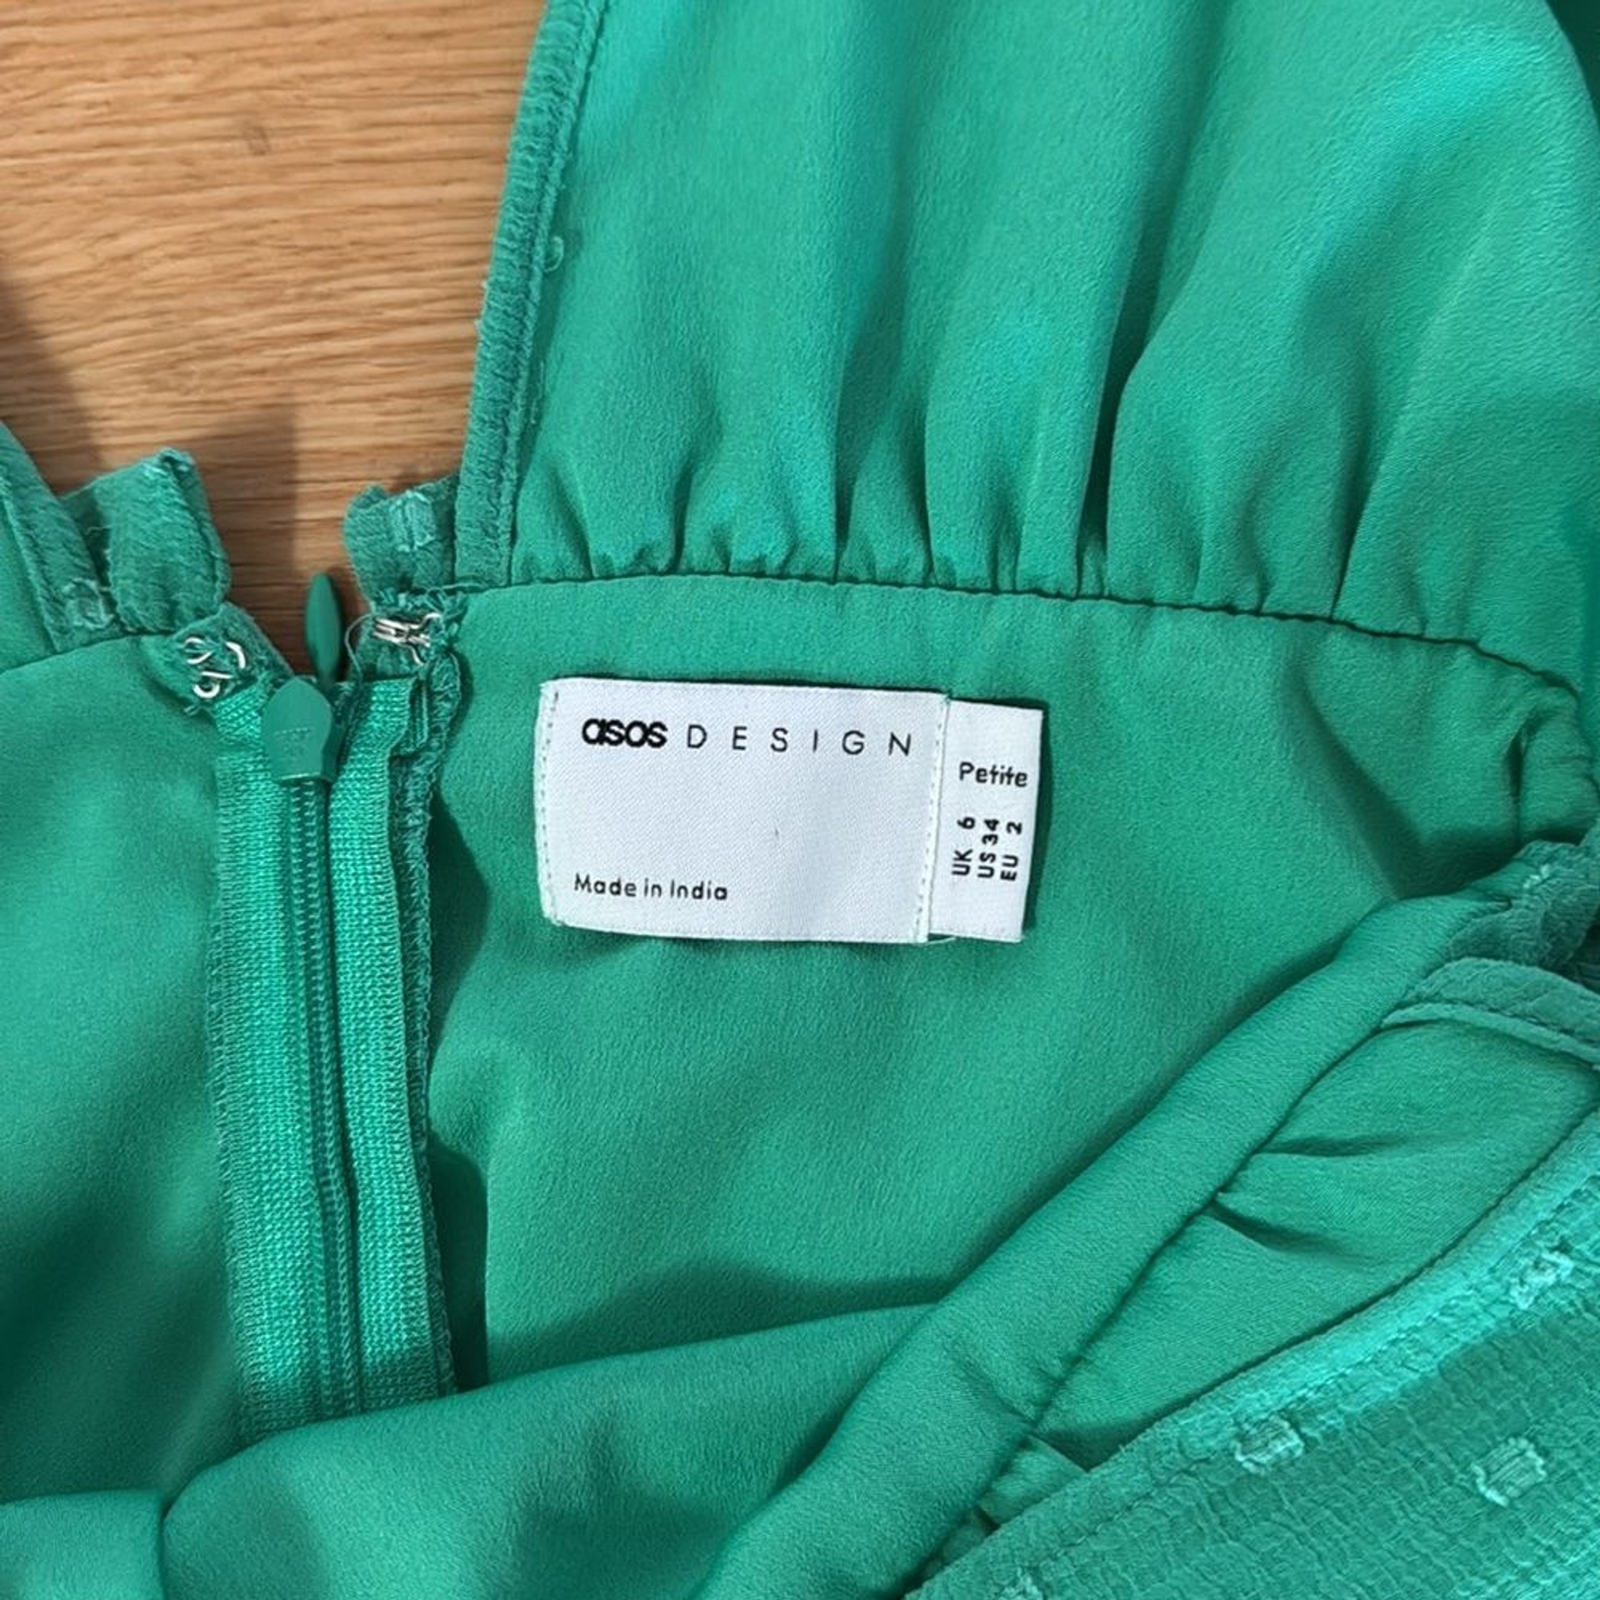 asos DESIGN
Made in India
Petite
UK 6
US 34
EU 2